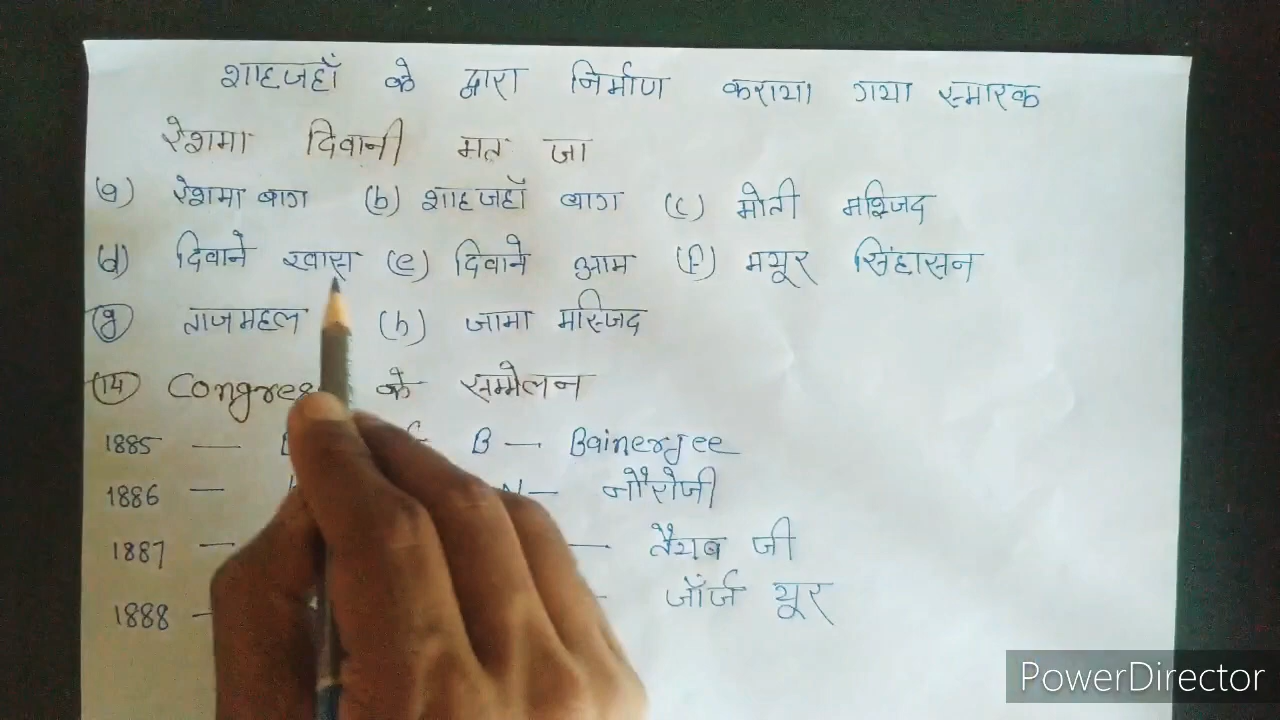 शाहजहाँ के द्वारा निर्माण कराया गया स्मारक
रेशमा दिवानी मत जा
(a) रेशमा बाग (b) शाहजहाँ बाग (c) मोती मस्जिद
(d) दिवाने खास (e) दिवाने आम (f) मयूर सिंहासन
(g) ताजमहल (h) जामा मस्जिद
(14) Congres के सम्मेलन
1885 — B — Bainerjee
1886 — N — नौरोजी
1887 — — तैयब जी
1888 — जॉर्ज यूर
PowerDirector